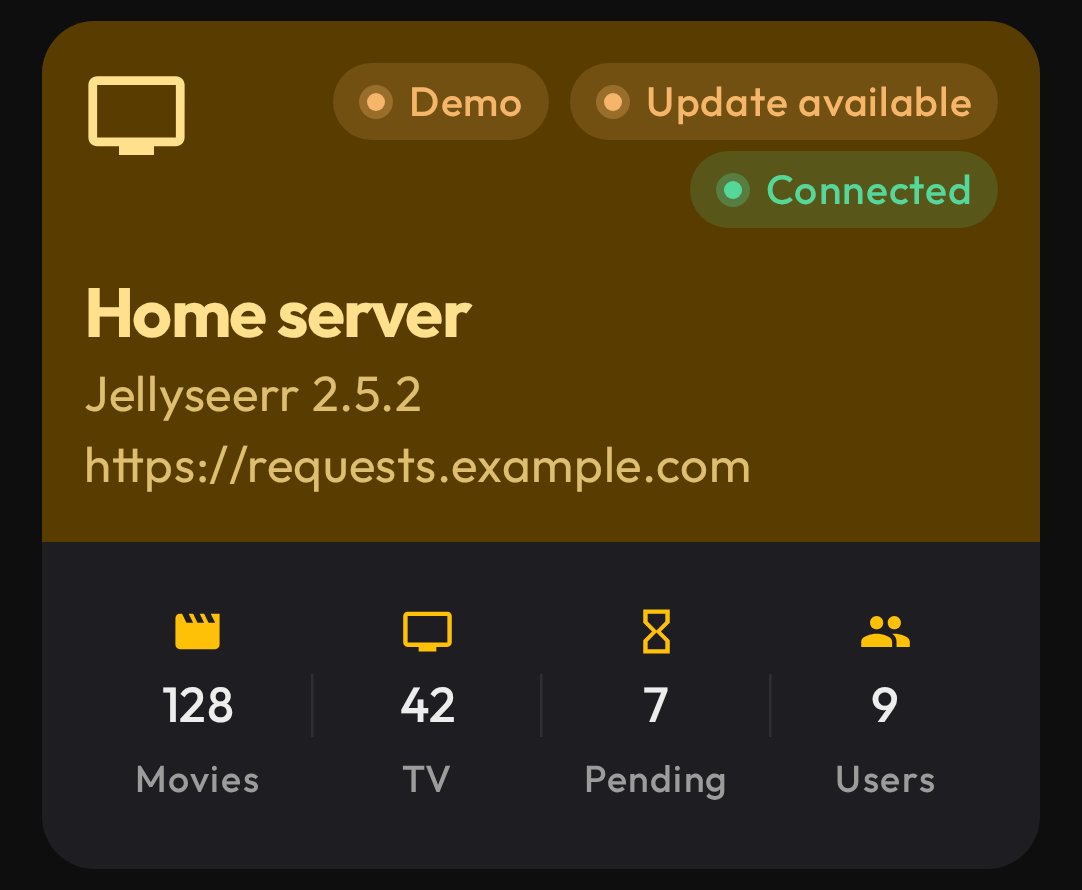 Demo
Update available
Connected
Home server
Jellyseerr 2.5.2
https://requests.example.com
128
42
7
9
Movies
TV
Pending
Users